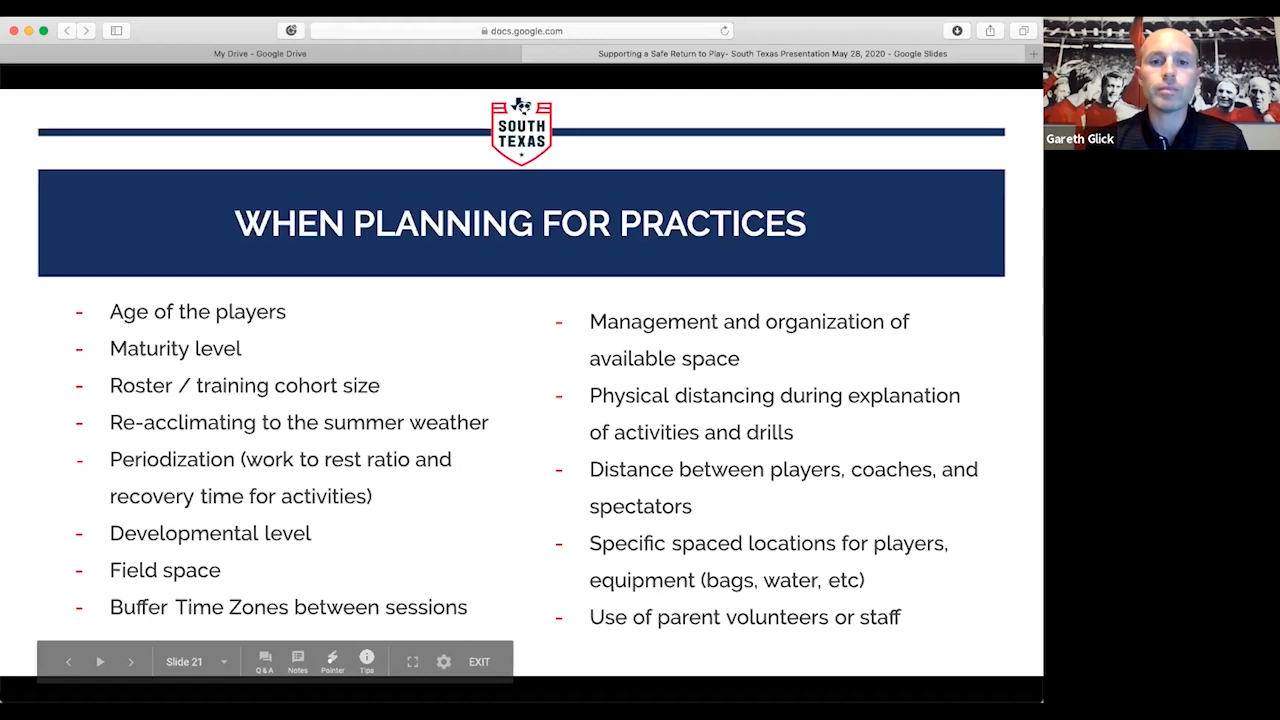 docs.google.com
My Drive - Google Drive
Supporting a Safe Return to Play- South Texas Presentation May 28, 2020 - Google Slides
Gareth Glick
SOUTH
TEXAS
WHEN PLANNING FOR PRACTICES
- Age of the players
- Maturity level
- Roster / training cohort size
- Re-acclimating to the summer weather
- Periodization (work to rest ratio and
recovery time for activities)
- Developmental level
- Field space
- Buffer Time Zones between sessions
- Management and organization of
available space
- Physical distancing during explanation
of activities and drills
- Distance between players, coaches, and
spectators
- Specific spaced locations for players,
equipment (bags, water, etc)
- Use of parent volunteers or staff
Slide 21
Q & A
Notes
Pointer
Tips
EXIT